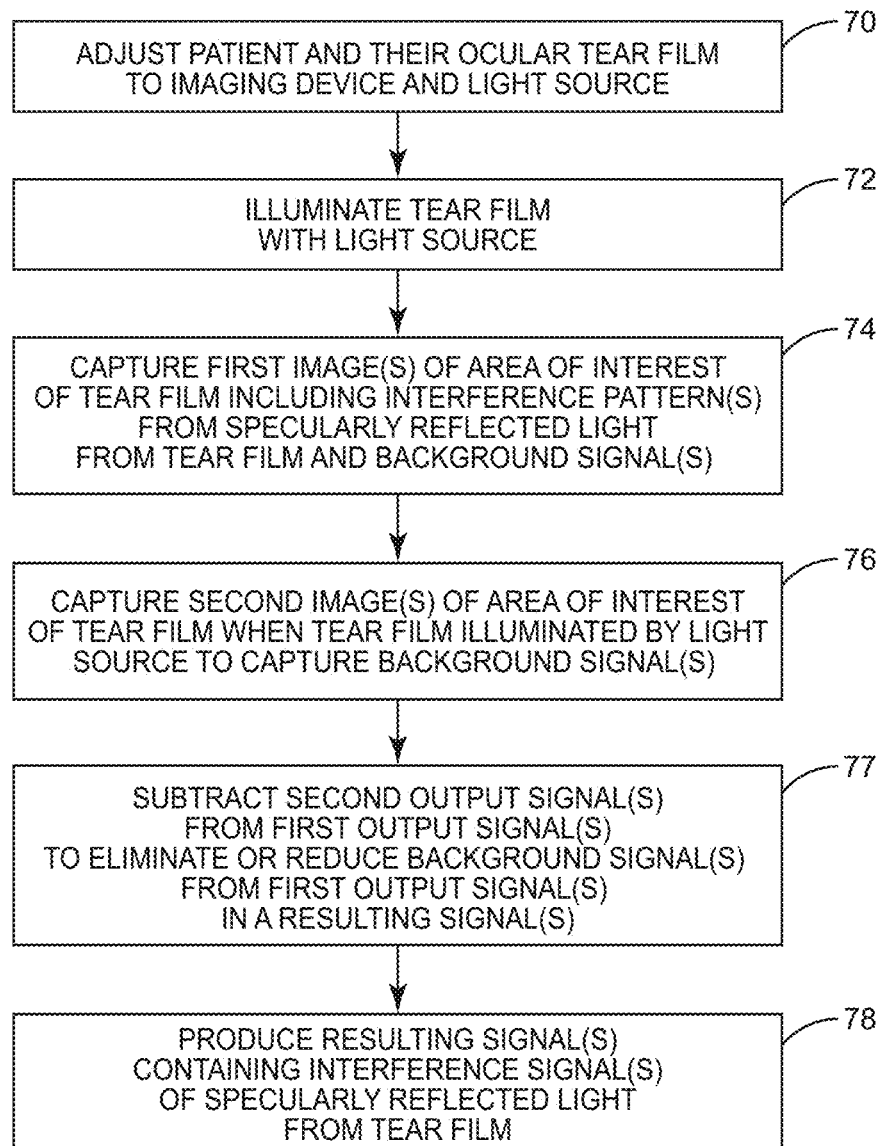 70
ADJUST PATIENT AND THEIR OCULAR TEAR FILM
TO IMAGING DEVICE AND LIGHT SOURCE
72
ILLUMINATE TEAR FILM
WITH LIGHT SOURCE
74
CAPTURE FIRST IMAGE(S) OF AREA OF INTEREST
OF TEAR FILM INCLUDING INTERFERENCE PATTERN(S)
FROM SPECULARLY REFLECTED LIGHT
FROM TEAR FILM AND BACKGROUND SIGNAL(S)
76
CAPTURE SECOND IMAGE(S) OF AREA OF INTEREST
OF TEAR FILM WHEN TEAR FILM ILLUMINATED BY LIGHT
SOURCE TO CAPTURE BACKGROUND SIGNAL(S)
77
SUBTRACT SECOND OUTPUT SIGNAL(S)
FROM FIRST OUTPUT SIGNAL(S)
TO ELIMINATE OR REDUCE BACKGROUND SIGNAL(S)
FROM FIRST OUTPUT SIGNAL(S)
IN A RESULTING SIGNAL(S)
78
PRODUCE RESULTING SIGNAL(S)
CONTAINING INTERFERENCE SIGNAL(S)
OF SPECULARLY REFLECTED LIGHT
FROM TEAR FILM